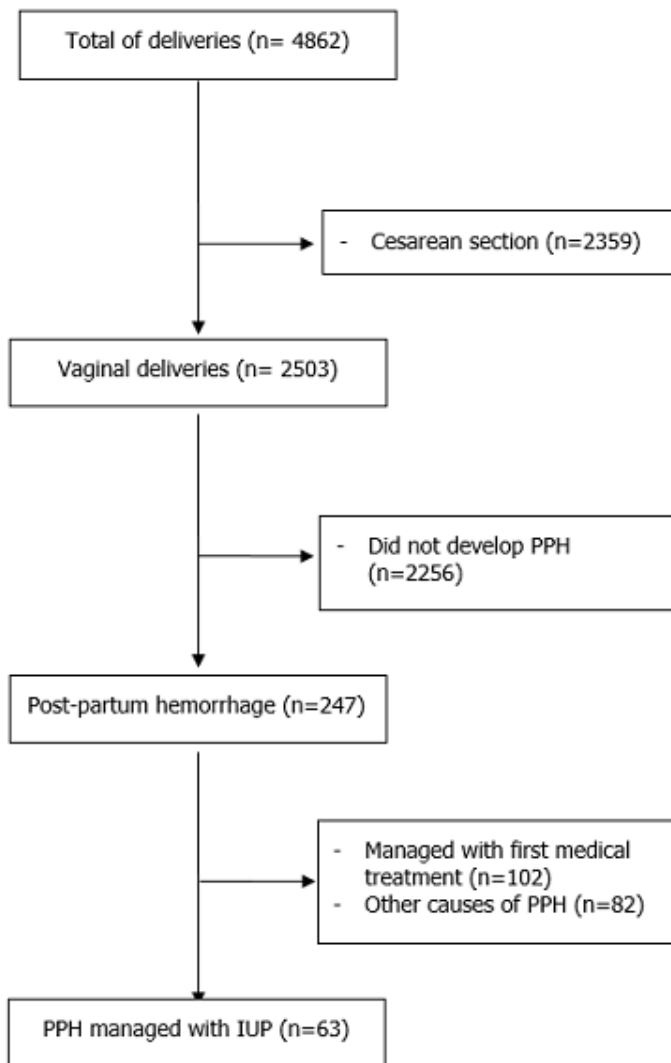 Total of deliveries (n= 4862)
- Cesarean section (n=2359)
Vaginal deliveries (n= 2503)
- Did not develop PPH
(n=2256)
Post-partum hemorrhage (n=247)
- Managed with first medical
treatment (n=102)
- Other causes of PPH (n=82)
PPH managed with IUP (n=63)